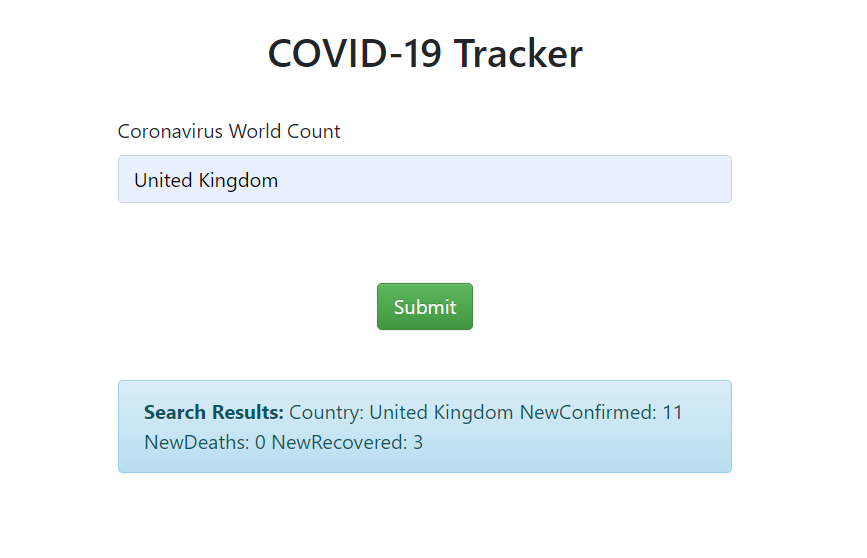 COVID-19 Tracker
Coronavirus World Count
United Kingdom
Submit
Search Results: Country: United Kingdom NewConfirmed: 11
NewDeaths: 0 NewRecovered: 3